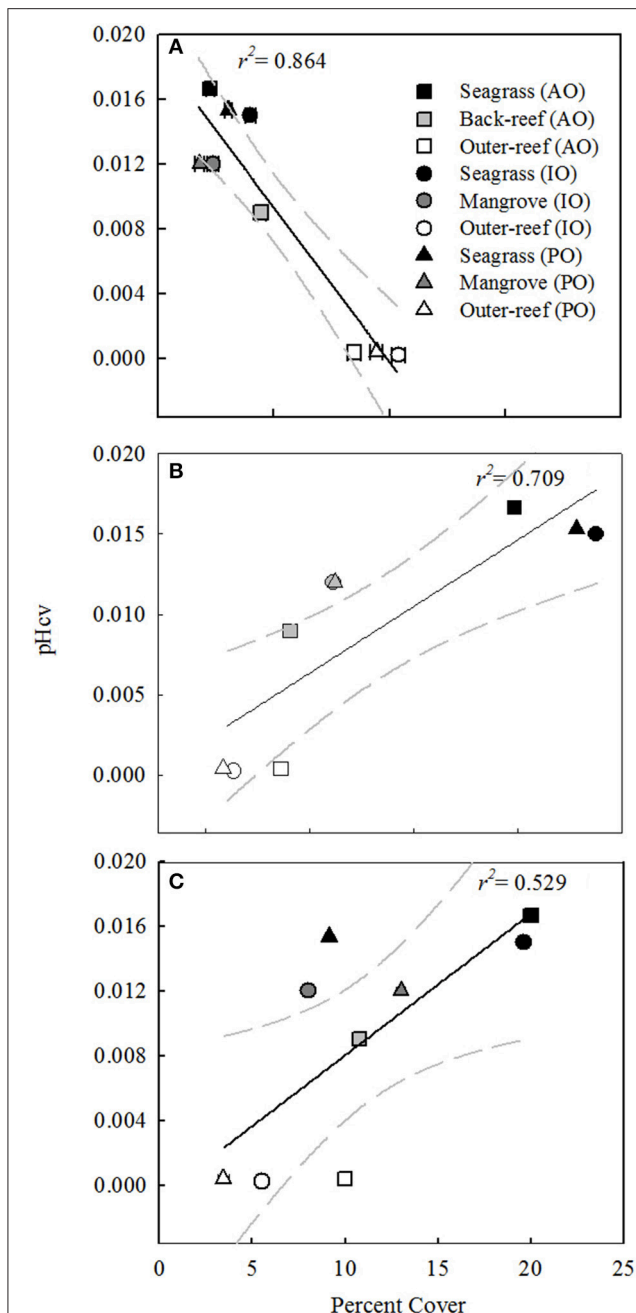 A
r² = 0.864
Seagrass (AO)
Back-reef (AO)
Outer-reef (AO)
Seagrass (IO)
Mangrove (IO)
Outer-reef (IO)
Seagrass (PO)
Mangrove (PO)
Outer-reef (PO)
0.020
0.016
0.012
0.008
0.004
0.000
B
r² = 0.709
0.020
0.015
0.010
0.005
0.000
pHcv
C
r² = 0.529
0.020
0.016
0.012
0.008
0.004
0.000
0 5 10 15 20 25
Percent Cover